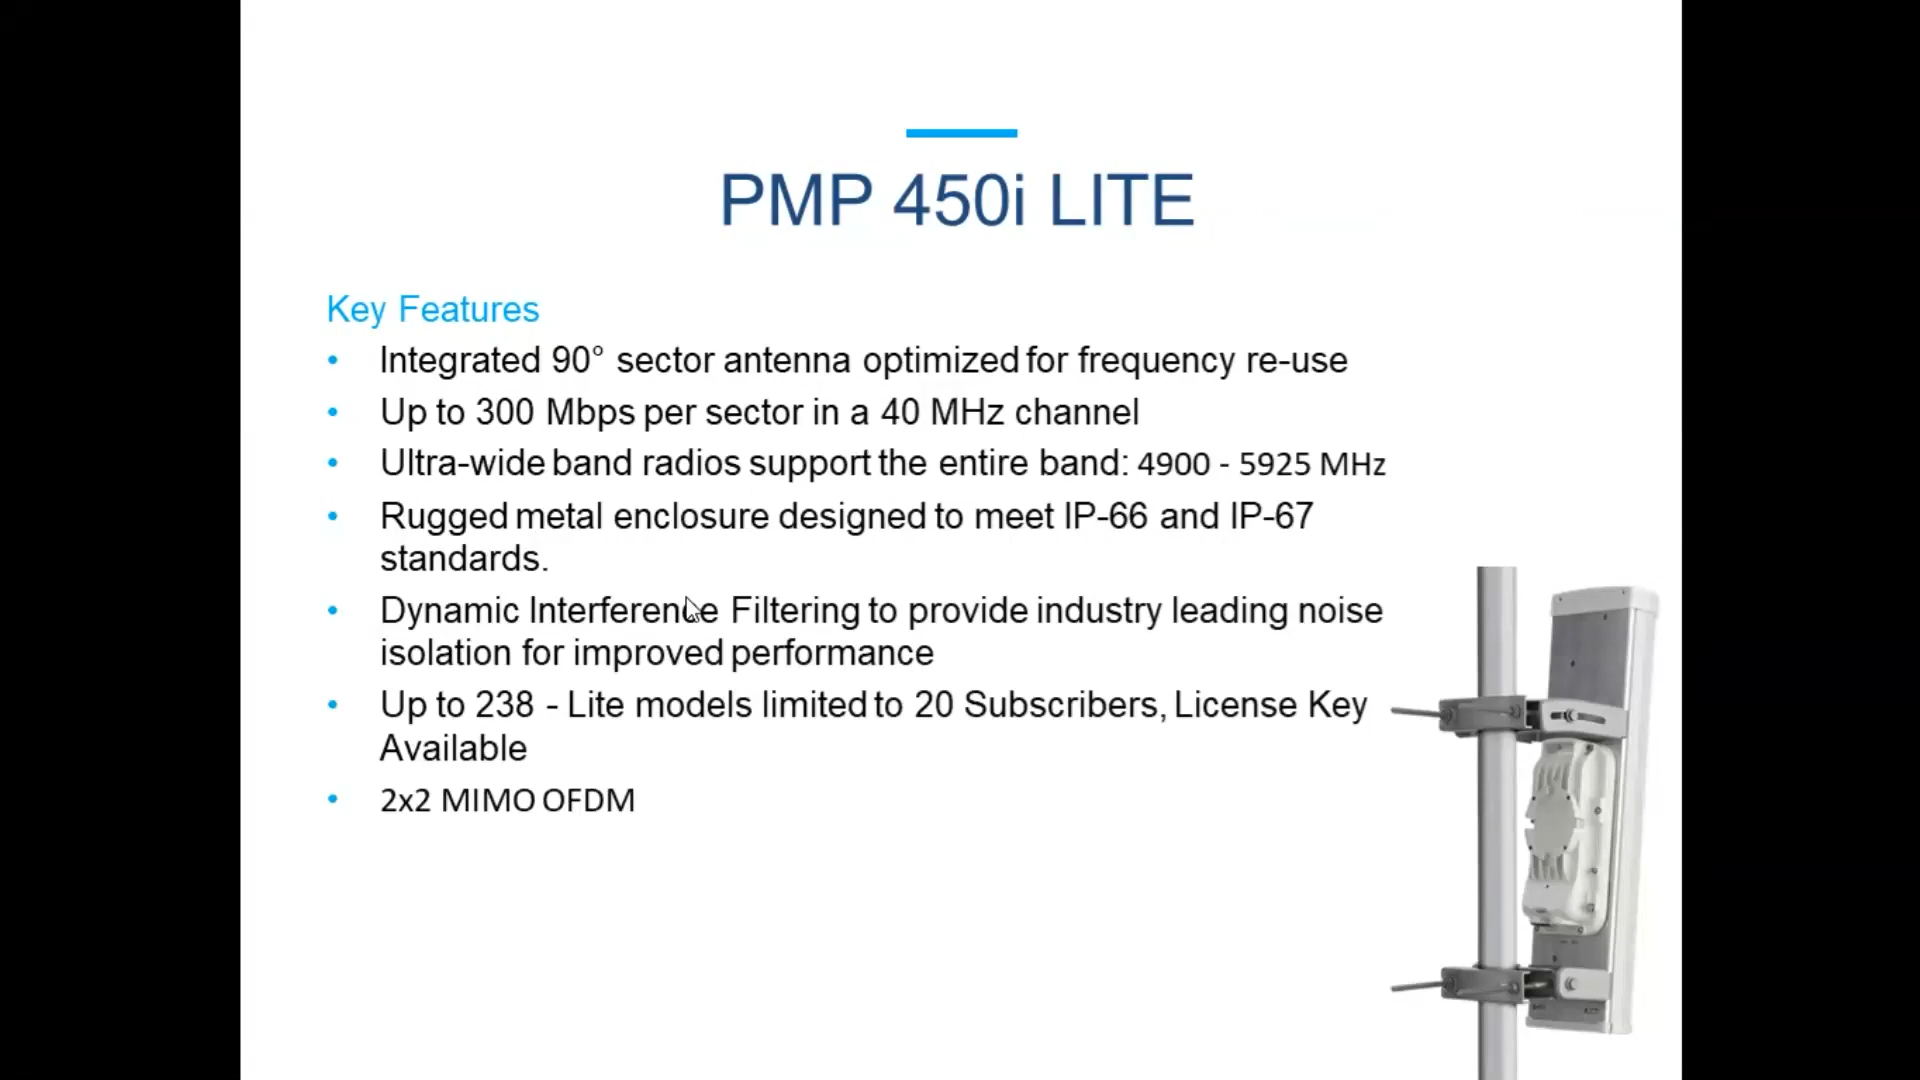 PMP 450i LITE
Key Features
• Integrated 90° sector antenna optimized for frequency re-use
• Up to 300 Mbps per sector in a 40 MHz channel
• Ultra-wide band radios support the entire band: 4900 - 5925 MHz
• Rugged metal enclosure designed to meet IP-66 and IP-67
standards.
• Dynamic Interference Filtering to provide industry leading noise
isolation for improved performance
• Up to 238 - Lite models limited to 20 Subscribers, License Key
Available
• 2x2 MIMO OFDM